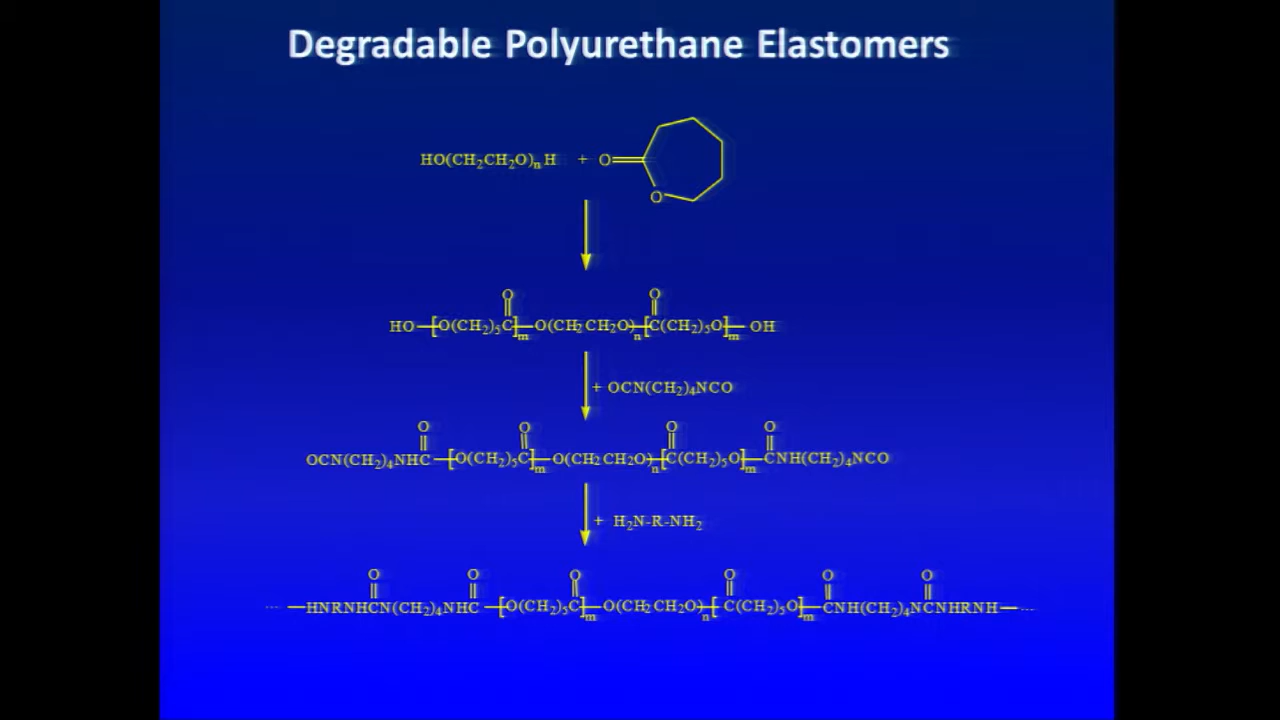 Degradable Polyurethane Elastomers
HO(CH₂CH₂O)ₙH + O=
O
O O
HO—[O(CH₂)₅C]ₘ—O(CH₂CH₂O)ₙ[C(CH₂)₅O]ₘ—OH
+ OCN(CH₂)₄NCO
O O O O
OCN(CH₂)₄NHC—[O(CH₂)₅C]ₘ—O(CH₂CH₂O)ₙ[C(CH₂)₅O]ₘ—CNH(CH₂)₄NCO
+ H₂N-R-NH₂
O O O O O O
····—HNRNHCN(CH₂)₄NHC—[O(CH₂)₅C]ₘ—O(CH₂CH₂O)ₙ[C(CH₂)₅O]ₘ—CNH(CH₂)₄NCNHRNH—····